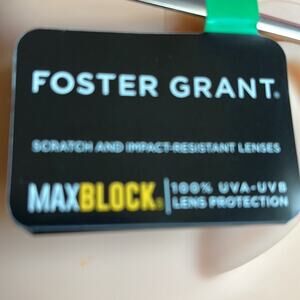 FOSTER GRANT®
SCRATCH AND IMPACT-RESISTANT LENSES
MAXBLOCK® 100% UVA-UVB
LENS PROTECTION